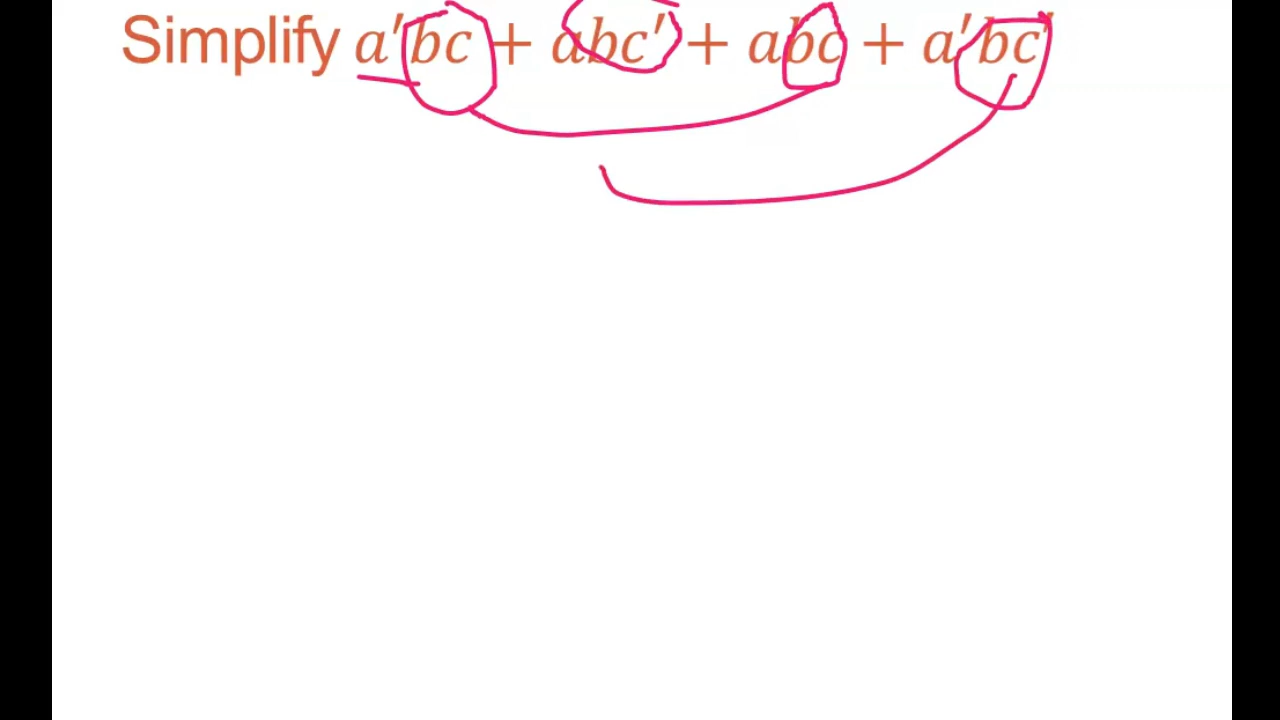 Simplify a′bc + abc′ + abc + a′bc′